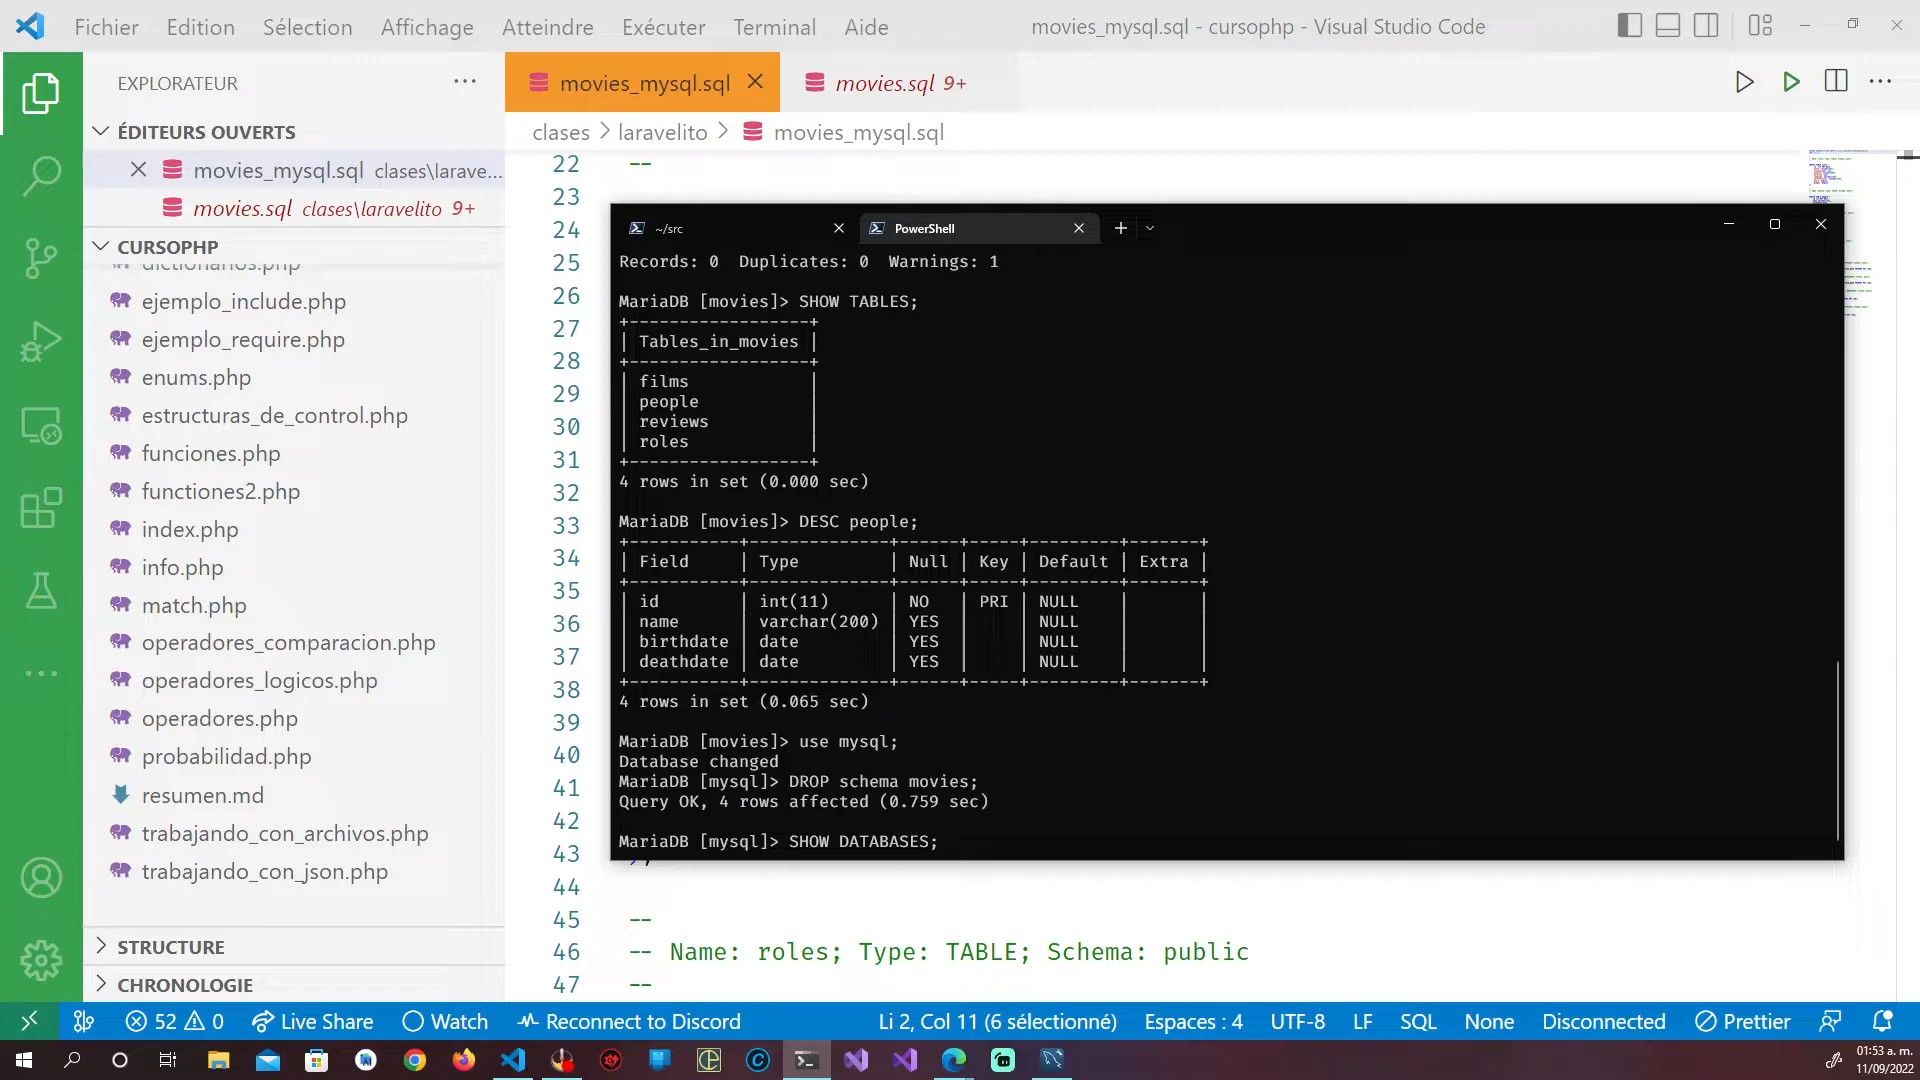 Fichier Edition Sélection Affichage Atteindre Exécuter Terminal Aide movies_mysql.sql - cursophp - Visual Studio Code
EXPLORATEUR ···
movies_mysql.sql movies.sql 9+
ÉDITEURS OUVERTS
clases > laravelito > movies_mysql.sql
movies_mysql.sql clases\larave...
movies.sql clases\laravelito 9+
CURSOPHP
diccionarios.php
ejemplo_include.php
ejemplo_require.php
enums.php
estructuras_de_control.php
funciones.php
functiones2.php
index.php
info.php
match.php
operadores_comparacion.php
operadores_logicos.php
operadores.php
probabilidad.php
resumen.md
trabajando_con_archivos.php
trabajando_con_json.php
STRUCTURE
CHRONOLOGIE
22 --
23
24
25
26
27
28
29
30
31
32
33
34
35
36
37
38
39
40
41
42
43 );
44
45 --
46 -- Name: roles; Type: TABLE; Schema: public
47 --
~/src PowerShell
Records: 0 Duplicates: 0 Warnings: 1
MariaDB [movies]> SHOW TABLES;
+------------------+
| Tables_in_movies |
+------------------+
| films |
| people |
| reviews |
| roles |
+------------------+
4 rows in set (0.000 sec)
MariaDB [movies]> DESC people;
+-----------+--------------+------+-----+---------+-------+
| Field | Type | Null | Key | Default | Extra |
+-----------+--------------+------+-----+---------+-------+
| id | int(11) | NO | PRI | NULL | |
| name | varchar(200) | YES | | NULL | |
| birthdate | date | YES | | NULL | |
| deathdate | date | YES | | NULL | |
+-----------+--------------+------+-----+---------+-------+
4 rows in set (0.065 sec)
MariaDB [movies]> use mysql;
Database changed
MariaDB [mysql]> DROP schema movies;
Query OK, 4 rows affected (0.759 sec)
MariaDB [mysql]> SHOW DATABASES;
52 0 Live Share Watch Reconnect to Discord Li 2, Col 11 (6 sélectionné) Espaces : 4 UTF-8 LF SQL None Disconnected Prettier
01:53 a. m.
11/09/2022